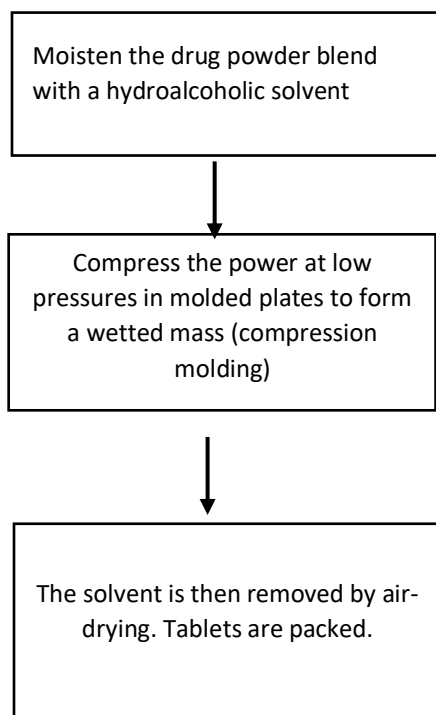 Moisten the drug powder blend
with a hydroalcoholic solvent
Compress the power at low
pressures in molded plates to form
a wetted mass (compression
molding)
The solvent is then removed by air-
drying. Tablets are packed.